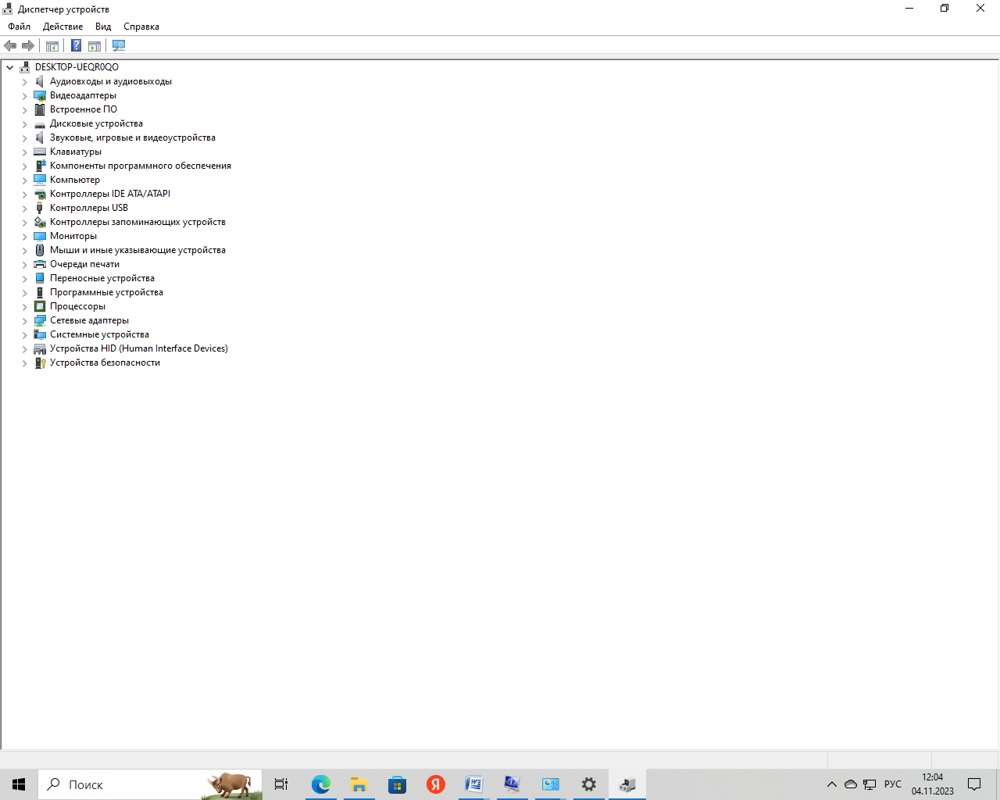 Диспетчер устройств
Файл Действие Вид Справка
DESKTOP-UEQR0QO
Аудиовходы и аудиовыходы
Видеоадаптеры
Встроенное ПО
Дисковые устройства
Звуковые, игровые и видеоустройства
Клавиатуры
Компоненты программного обеспечения
Компьютер
Контроллеры IDE ATA/ATAPI
Контроллеры USB
Контроллеры запоминающих устройств
Мониторы
Мыши и иные указывающие устройства
Очереди печати
Переносные устройства
Программные устройства
Процессоры
Сетевые адаптеры
Системные устройства
Устройства HID (Human Interface Devices)
Устройства безопасности
Поиск
Я
РУС
12:04
04.11.2023